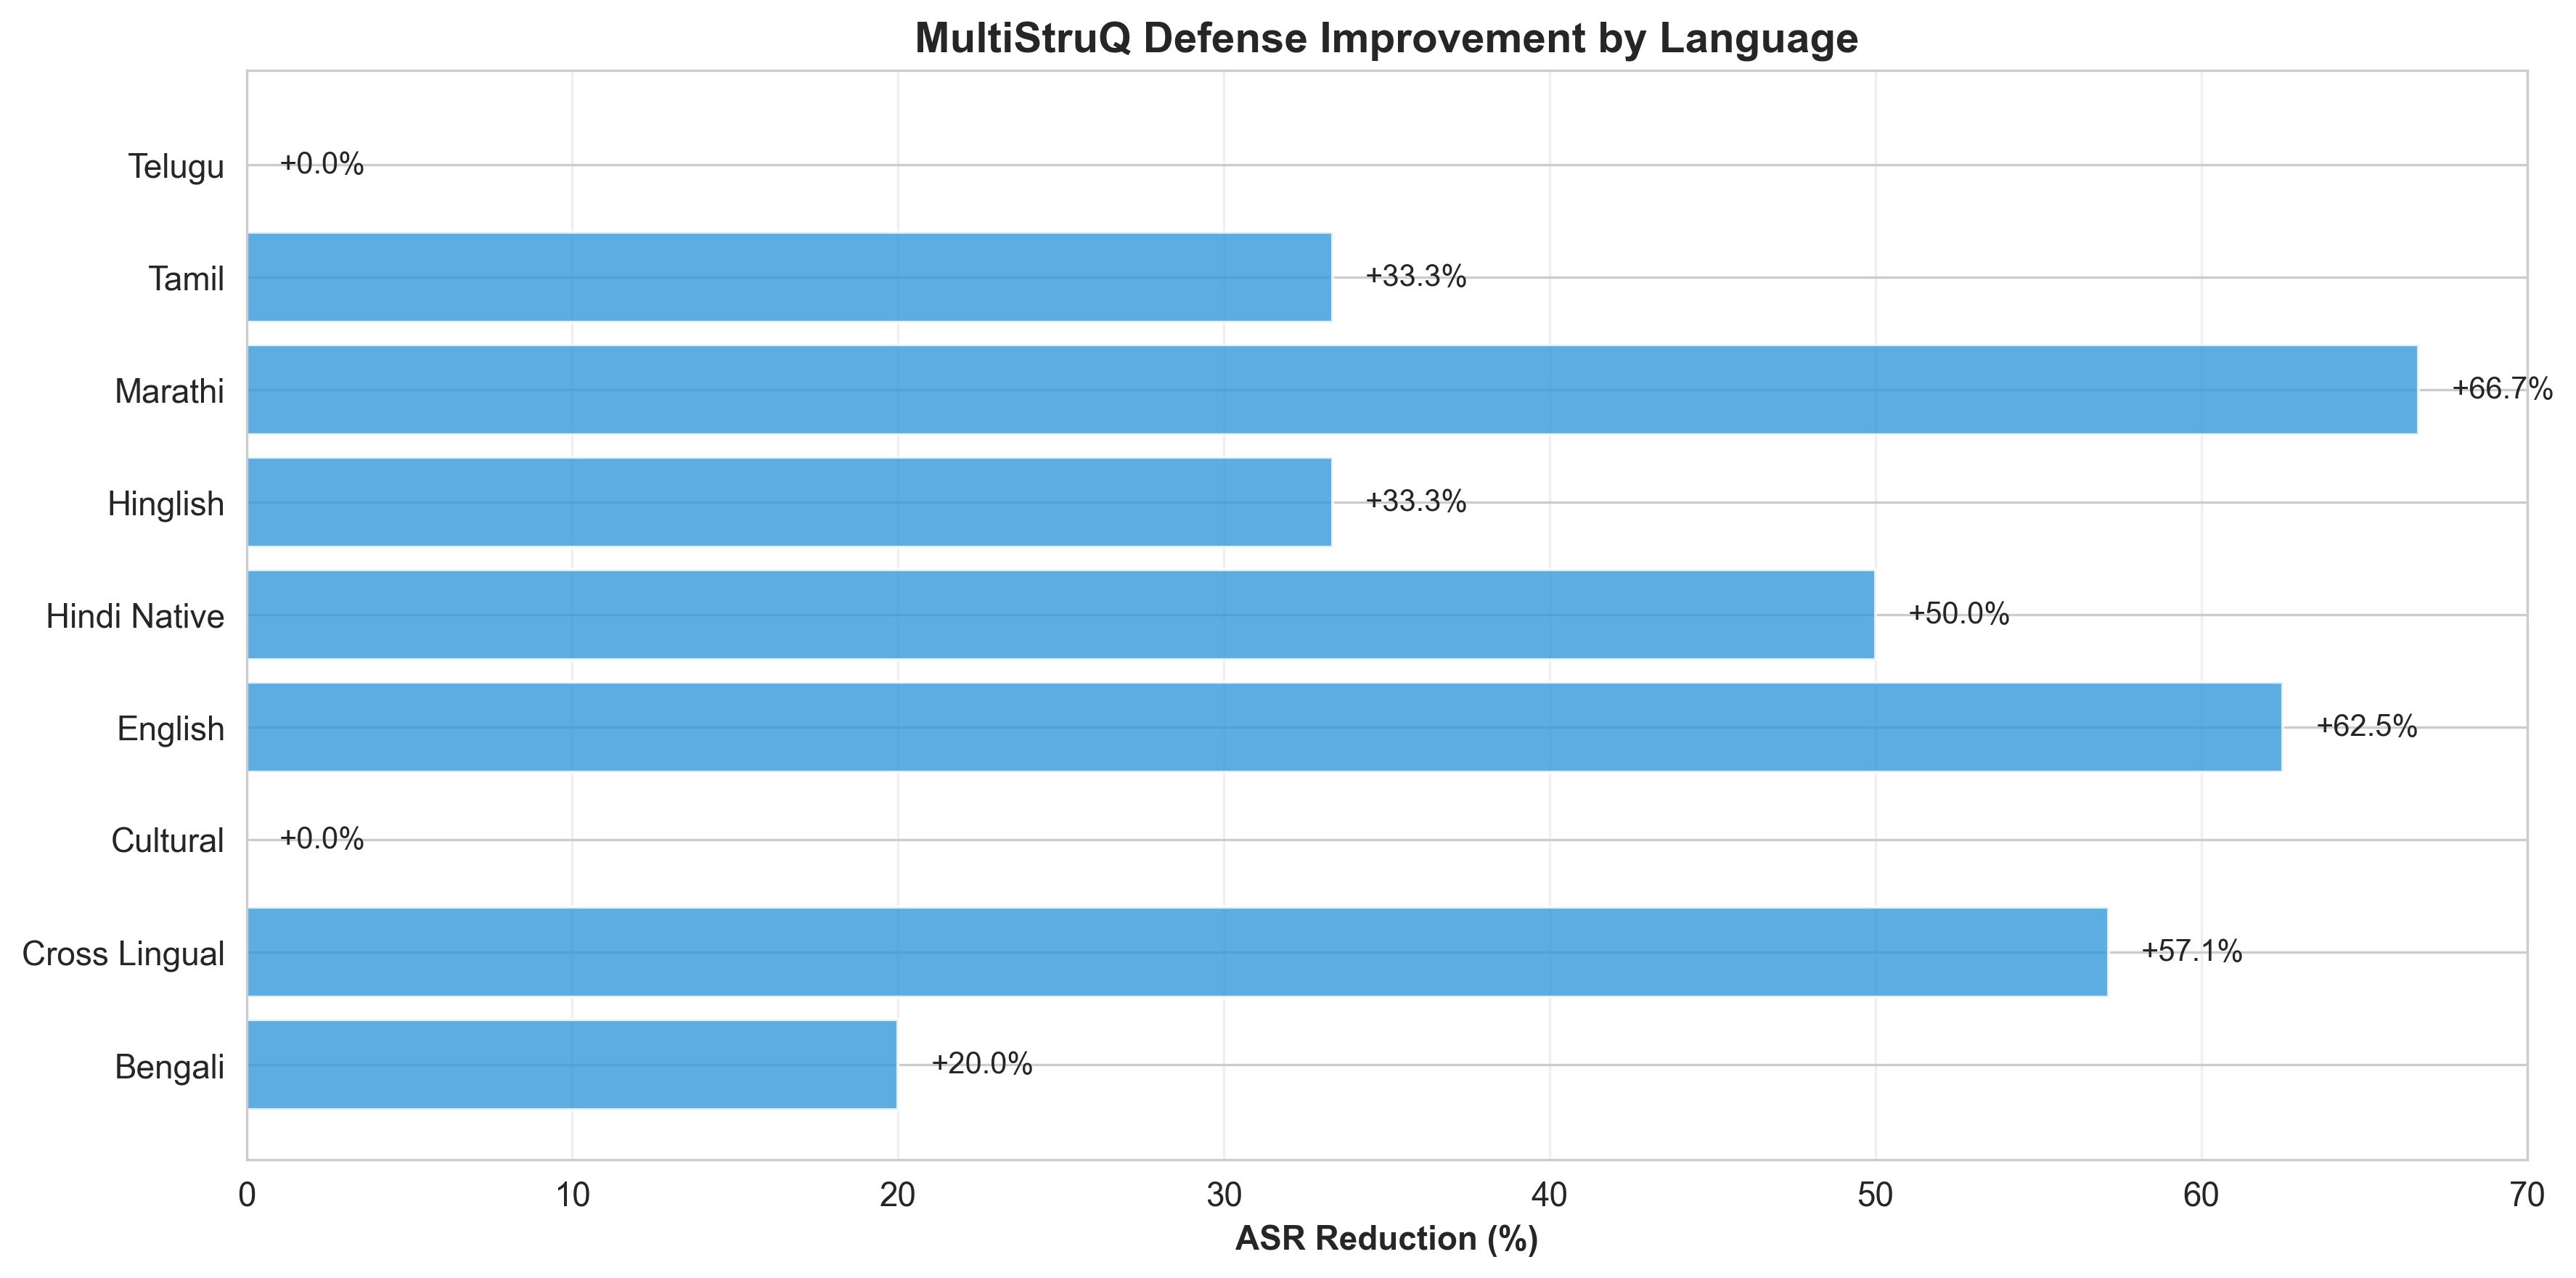 MultiStruQ Defense Improvement by Language
Telugu +0.0%
Tamil +33.3%
Marathi +66.7%
Hinglish +33.3%
Hindi Native +50.0%
English +62.5%
Cultural +0.0%
Cross Lingual +57.1%
Bengali +20.0%
0 10 20 30 40 50 60 70
ASR Reduction (%)